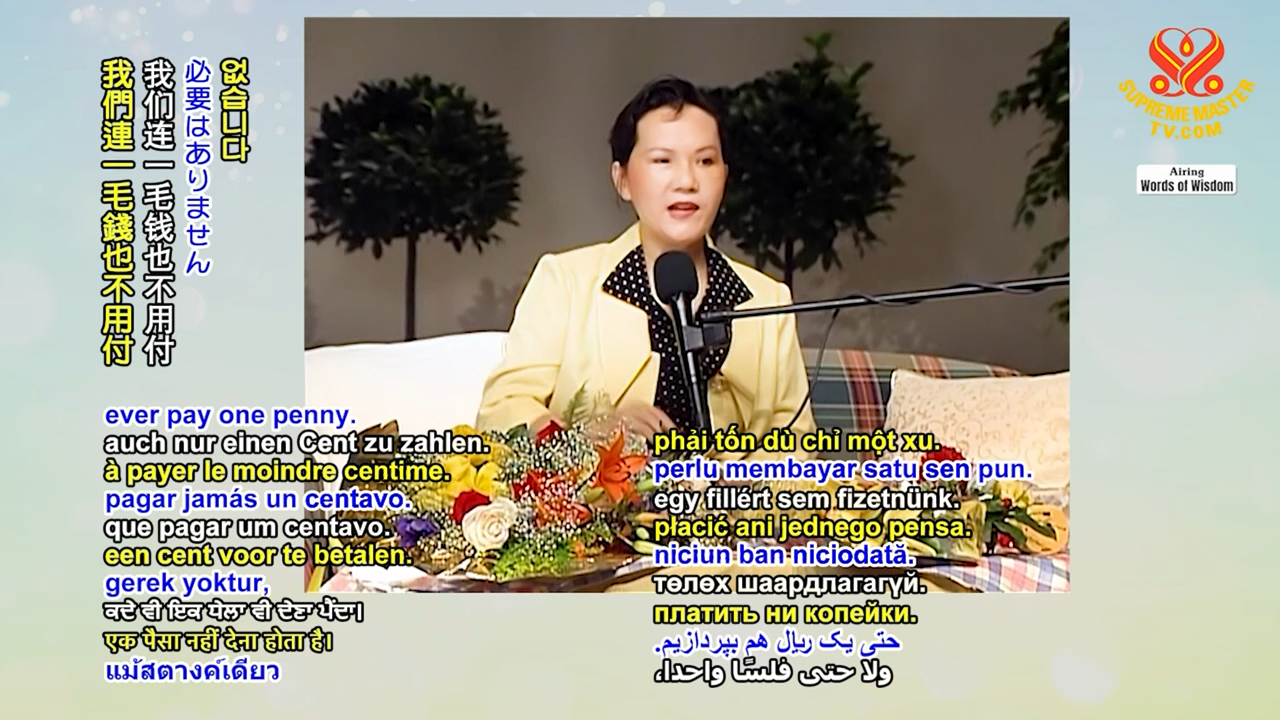 없습니다
必要はありません
我们连一毛钱也不用付
我們連一毛錢也不用付
SUPREME MASTER
TV.COM
Airing
Words of Wisdom
ever pay one penny.
auch nur einen Cent zu zahlen.
à payer le moindre centime.
pagar jamás un centavo.
que pagar um centavo.
een cent voor te betalen.
gerek yoktur,
ਕਦੇ ਵੀ ਇਕ ਧੇਲਾ ਵੀ ਦੇਣਾ ਪੈਂਦਾ।
एक पैसा नहीं देना होता है।
แม้สตางค์เดียว
phải tốn dù chỉ một xu.
perlu membayar satu sen pun.
egy fillért sem fizetnünk.
płacić ani jednego pensa.
niciun ban niciodată.
төлөх шаардлагагүй.
платить ни копейки.
حتی یک ریال هم بپردازیم.
ولا حتى فلسًا واحدا،